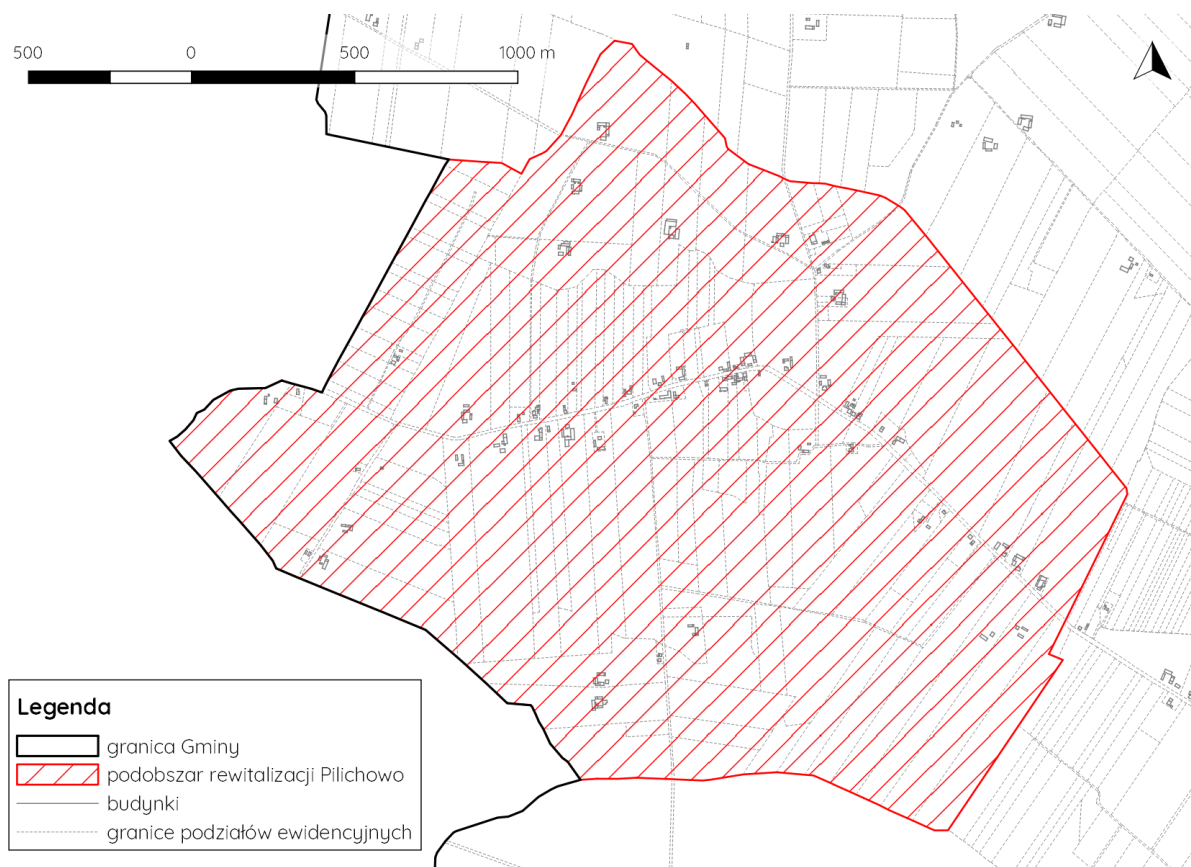 500 0 500 1000 m
Legenda
granica Gminy
podobszar rewitalizacji Pilichowo
budynki
granice podziałów ewidencyjnych